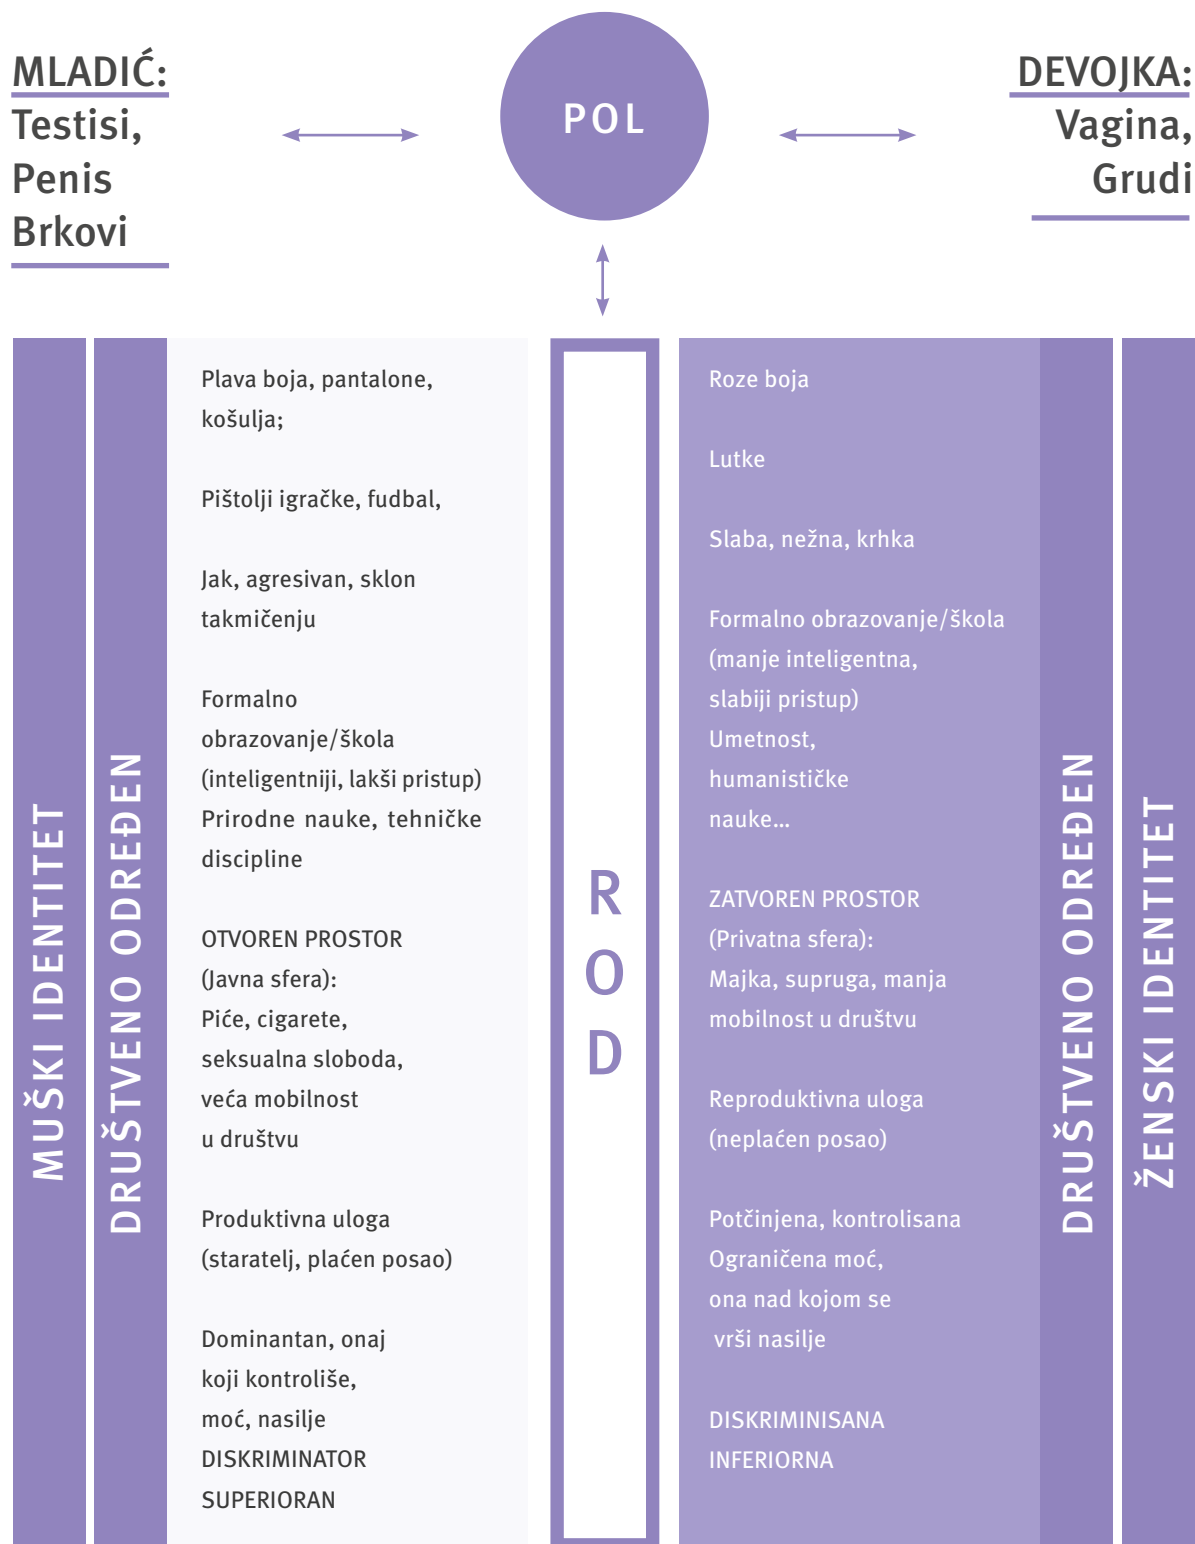 MLADIĆ:
Testisi,
Penis
Brkovi
POL
DEVOJKA:
Vagina,
Grudi
MUŠKI IDENTITET
DRUŠTVENO ODREĐEN
Plava boja, pantalone,
košulja;
Pištolji igračke, fudbal,
Jak, agresivan, sklon
takmičenju
Formalno
obrazovanje/škola
(inteligentniji, lakši pristup)
Prirodne nauke, tehničke
discipline
OTVOREN PROSTOR
(Javna sfera):
Piće, cigarete,
seksualna sloboda,
veća mobilnost
u društvu
Produktivna uloga
(staratelj, plaćen posao)
Dominantan, onaj
koji kontroliše,
moć, nasilje
DISKRIMINATOR
SUPERIORAN
R
O
D
Roze boja
Lutke
Slaba, nežna, krhka
Formalno obrazovanje/škola
(manje inteligentna,
slabiji pristup)
Umetnost,
humanističke
nauke...
ZATVOREN PROSTOR
(Privatna sfera):
Majka, supruga, manja
mobilnost u društvu
Reproduktivna uloga
(neplaćen posao)
Potčinjena, kontrolisana
Ograničena moć,
ona nad kojom se
vrši nasilje
DISKRIMINISANA
INFERIORNA
DRUŠTVENO ODREĐEN
ŽENSKI IDENTITET